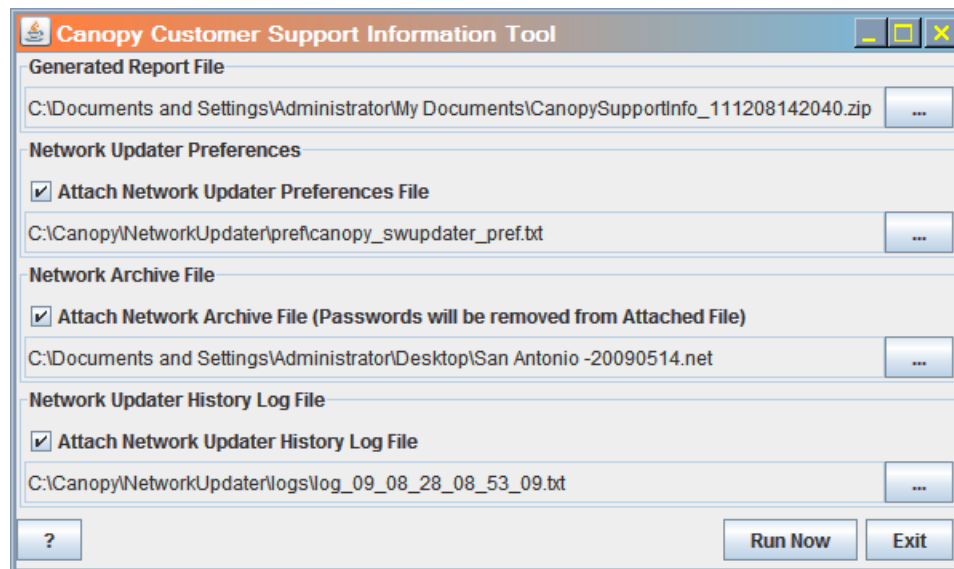 Canopy Customer Support Information Tool
Generated Report File
C:\Documents and Settings\Administrator\My Documents\CanopySupportInfo_111208142040.zip ...
Network Updater Preferences
Attach Network Updater Preferences File
C:\Canopy\NetworkUpdater\pref\canopy_swupdater_pref.txt ...
Network Archive File
Attach Network Archive File (Passwords will be removed from Attached File)
C:\Documents and Settings\Administrator\Desktop\San Antonio -20090514.net ...
Network Updater History Log File
Attach Network Updater History Log File
C:\Canopy\NetworkUpdater\logs\log_09_08_28_08_53_09.txt ...
? Run Now Exit